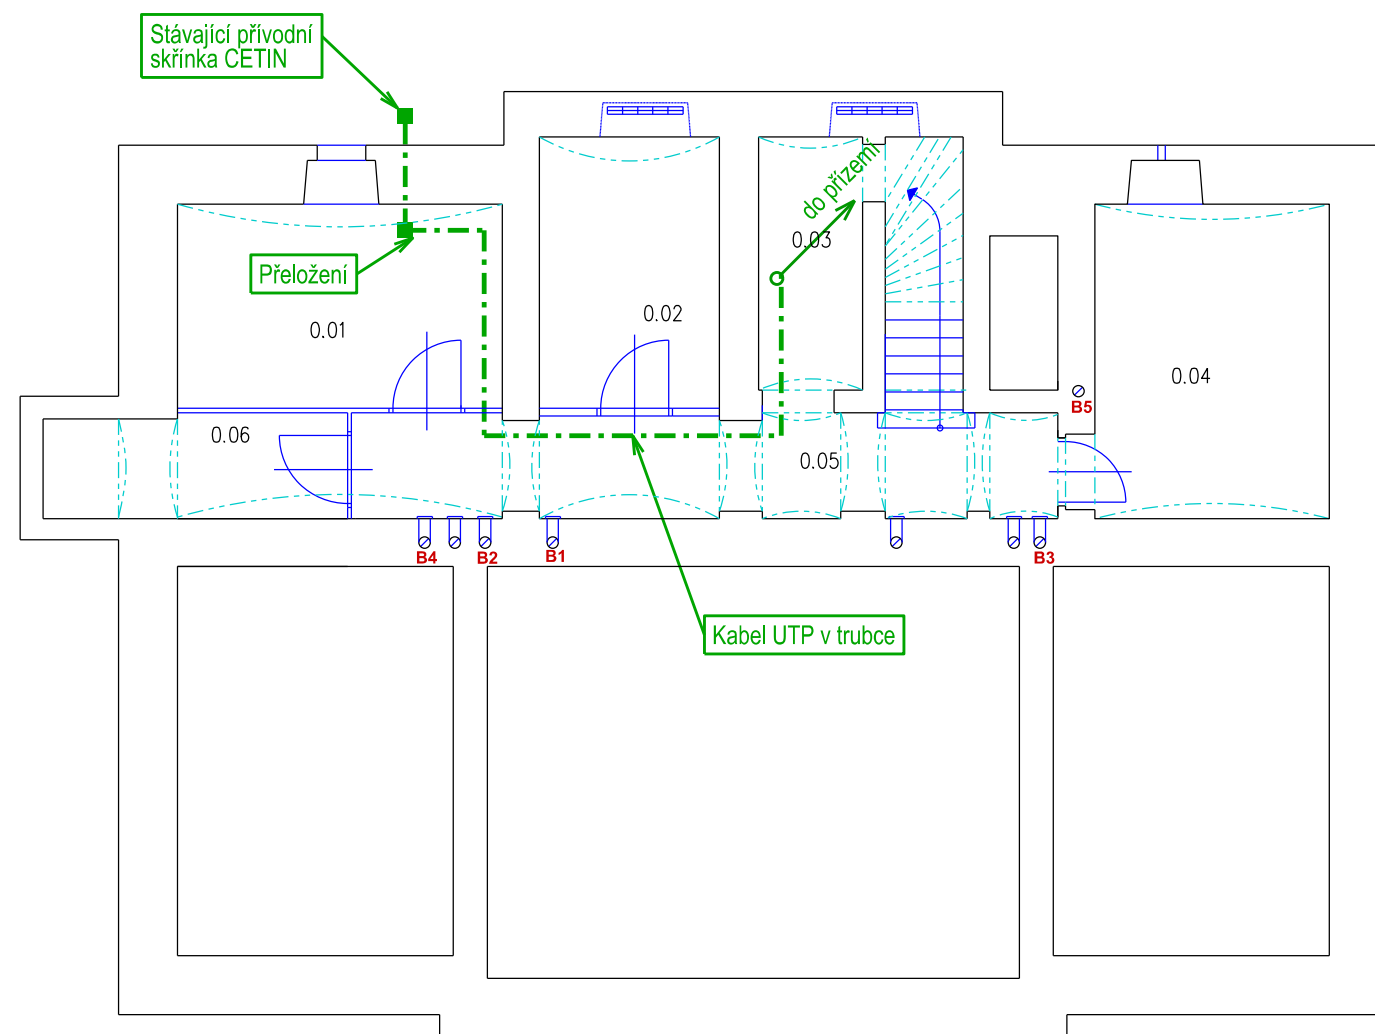 Stávající přívodní
skřínka CETIN
do přízemí
0.03
Přeložení
0.01
0.02
0.04
B5
0.06
0.05
B4
B2
B1
B3
Kabel UTP v trubce